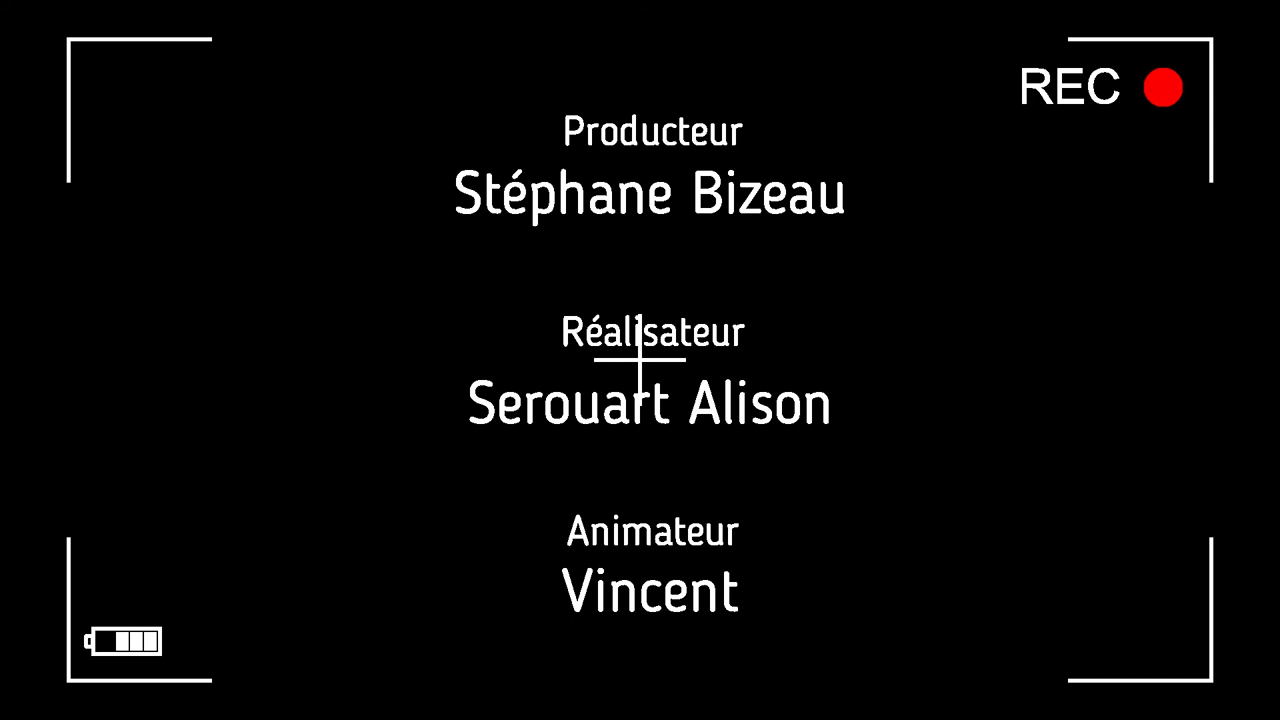 REC
Producteur
Stéphane Bizeau
Réalisateur
Serouart Alison
Animateur
Vincent